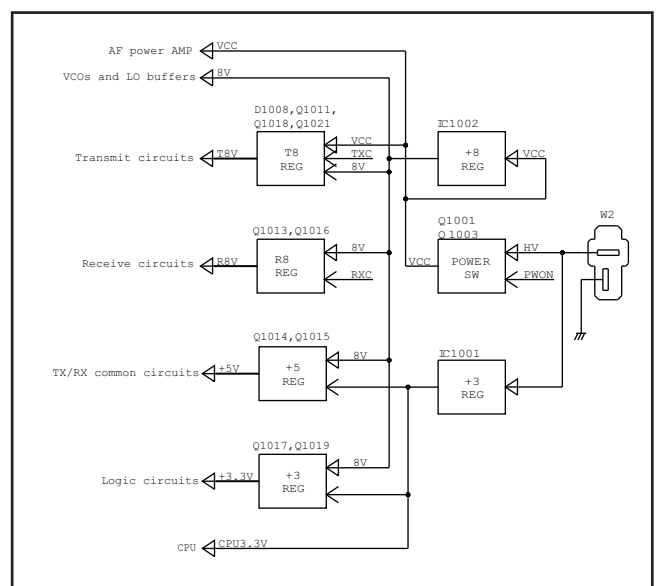 AF power AMP VCC
VCOs and LO buffers 8V
D1008,Q1011,
Q1018,Q1021
IC1002
Transmit circuits T8V
T8
REG
VCC
TXC
8V
+8
REG
VCC
Q1013,Q1016
Q1001
Q1003
W2
Receive circuits R8V
R8
REG
8V
RXC
VCC
POWER
SW
HV
PWON
Q1014,Q1015
IC1001
TX/RX common circuits +5V
+5
REG
8V
+3
REG
Q1017,Q1019
Logic circuits +3.3V
+3
REG
8V
CPU CPU3.3V